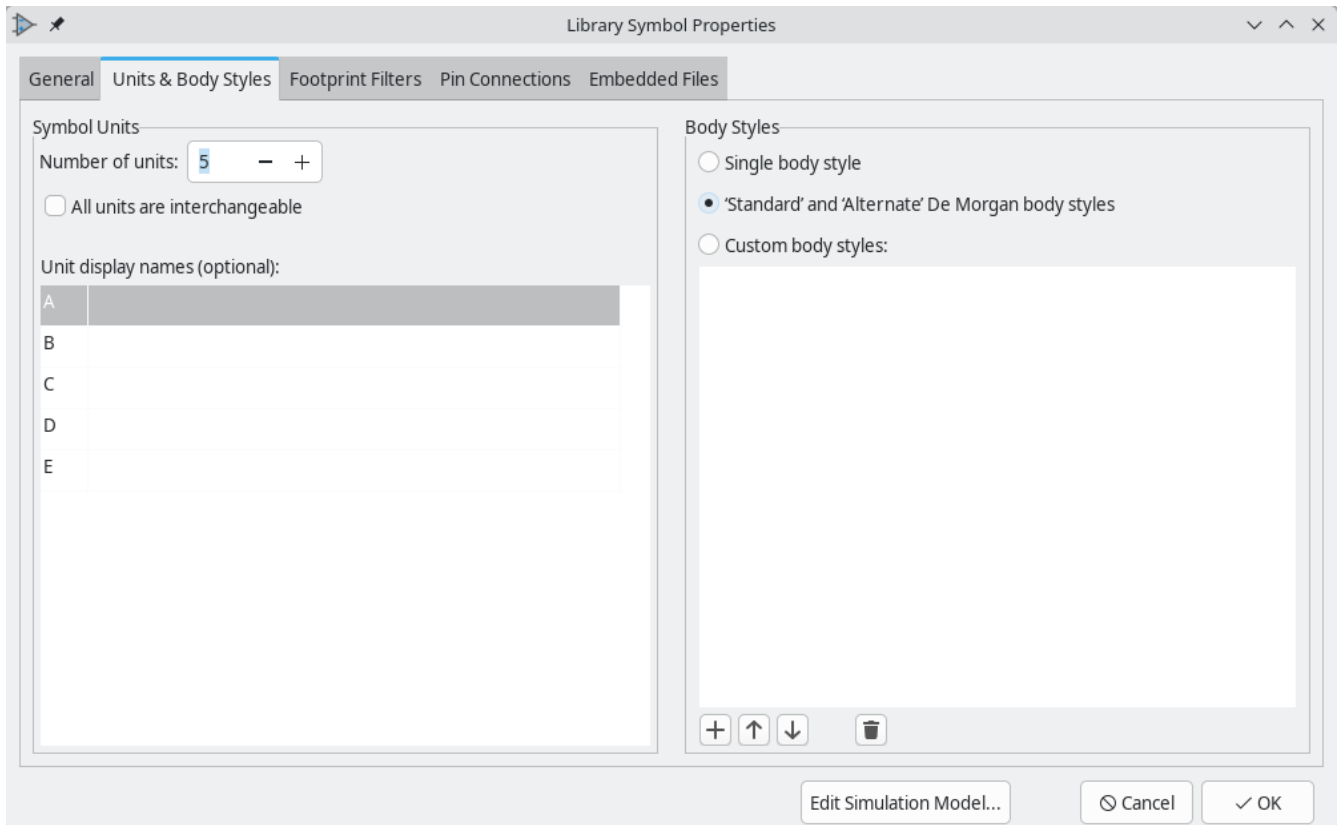 Library Symbol Properties
General Units & Body Styles Footprint Filters Pin Connections Embedded Files
Symbol Units
Number of units: 5
All units are interchangeable
Unit display names (optional):
A
B
C
D
E
Body Styles
Single body style
‘Standard’ and ‘Alternate’ De Morgan body styles
Custom body styles:
Edit Simulation Model... Cancel OK